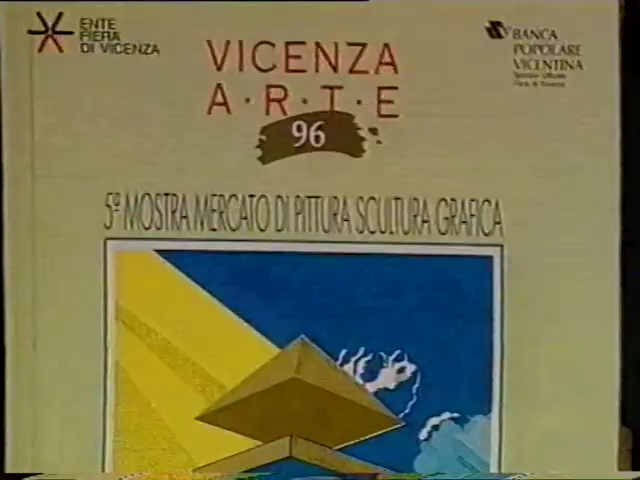 ENTE
FIERA
DI VICENZA
BANCA
POPOLARE
VICENTINA
VICENZA
A·R·T·E
96
5ª MOSTRA MERCATO DI PITTURA SCULTURA GRAFICA